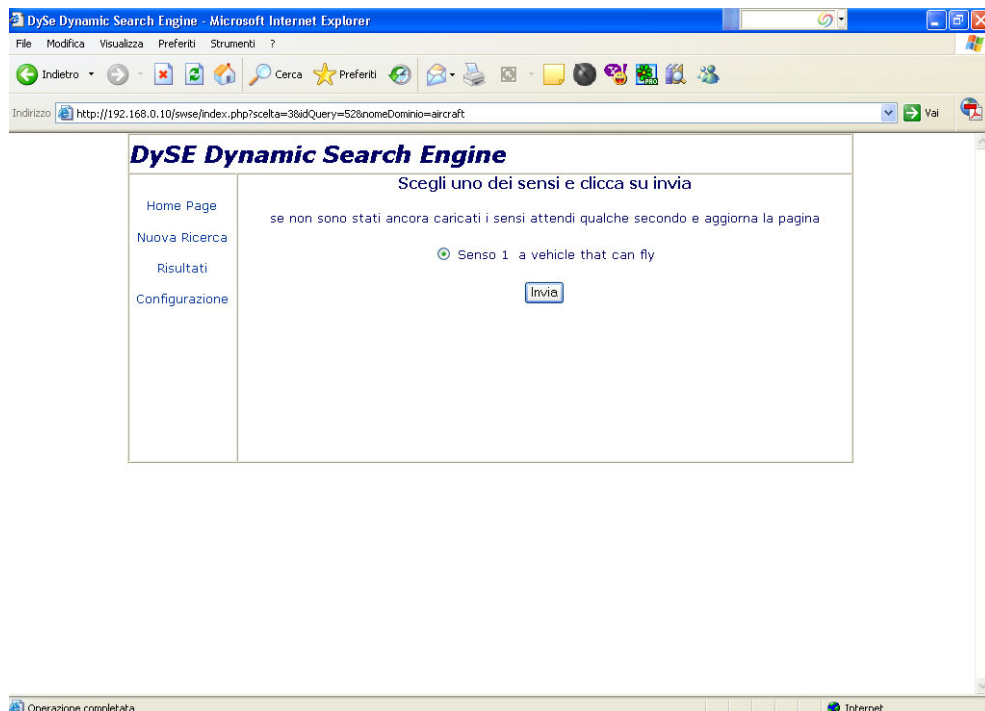 DySe Dynamic Search Engine - Microsoft Internet Explorer
File Modifica Visualizza Preferiti Strumenti ?
Indietro Cerca Preferiti
Indirizzo http://192.168.0.10/swse/index.php?scelta=3&idQuery=52&nomeDominio=aircraft Vai
DySE Dynamic Search Engine
Scegli uno dei sensi e clicca su invia
se non sono stati ancora caricati i sensi attendi qualche secondo e aggiorna la pagina
Home Page
Nuova Ricerca
Risultati
Configurazione
Senso 1 a vehicle that can fly
Invia
Operazione completata Internet